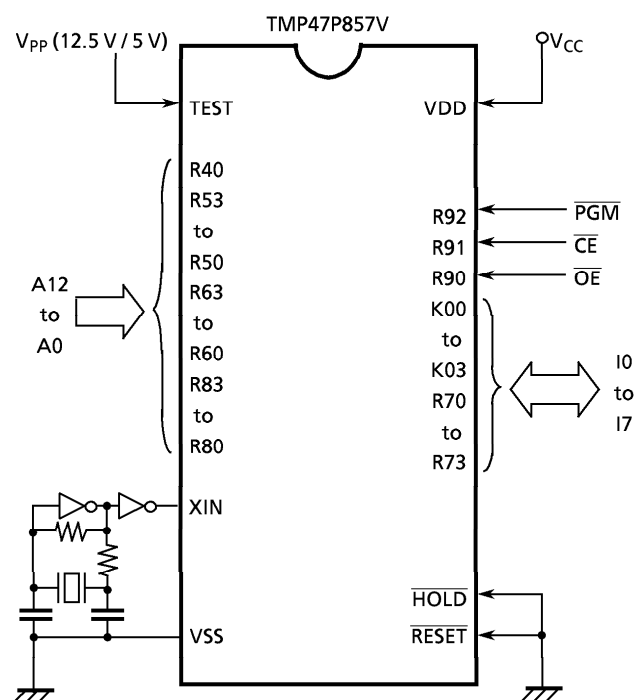 TMP47P857V
VPP (12.5 V / 5 V)
VCC
TEST
VDD
R40
R53
to
R50
R63
to
R60
R83
to
R80
A12
to
A0
R92
R91
R90
K00
to
K03
R70
to
R73
PGM
CE
OE
I0
to
I7
XIN
VSS
HOLD
RESET